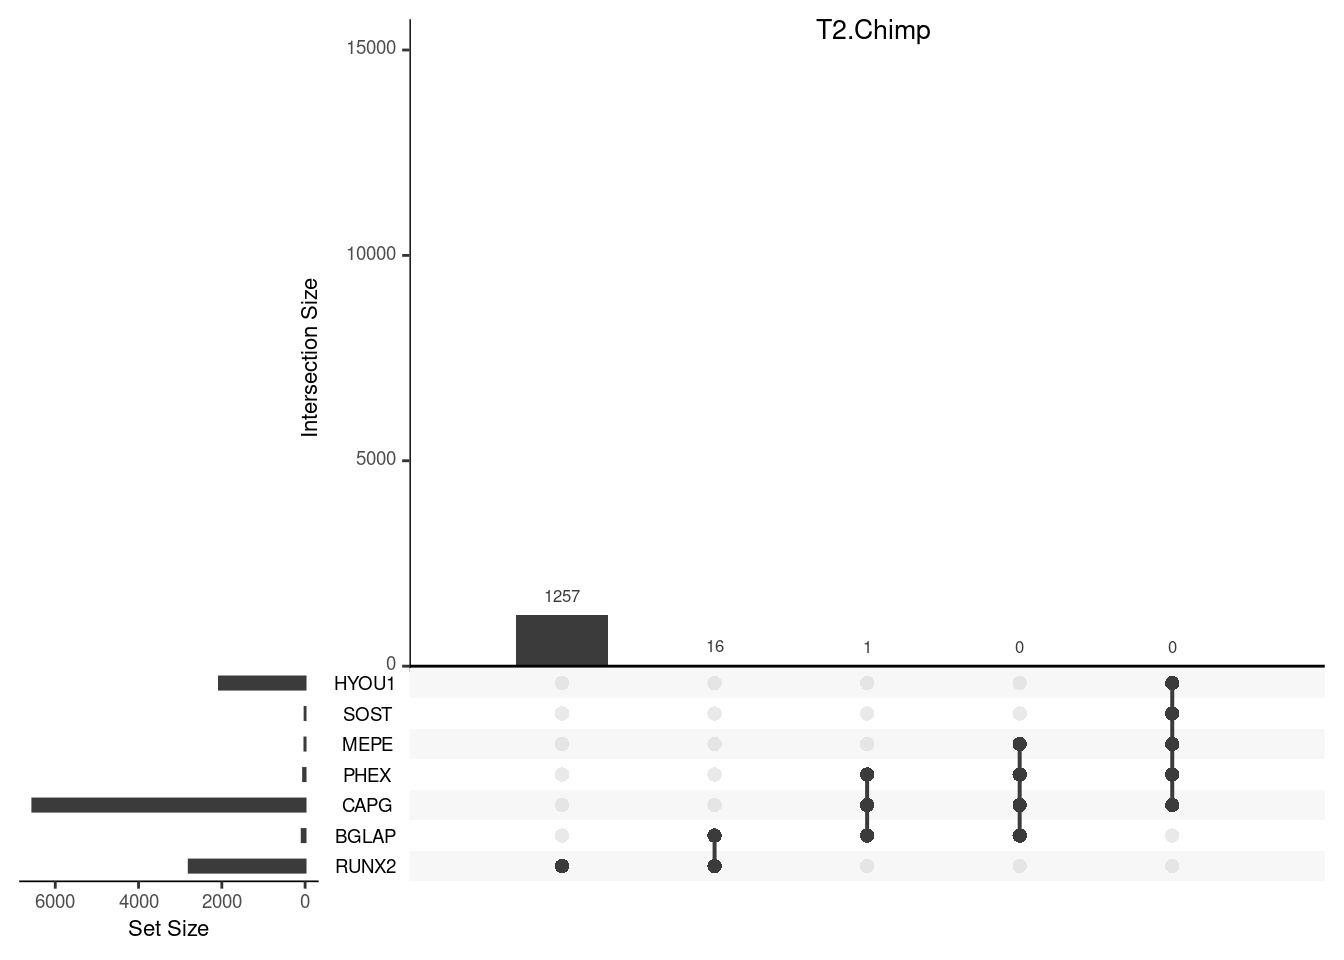 T2.Chimp
15000
10000
5000
0
Intersection Size
1257
16
1
0
0
HYOU1
SOST
MEPE
PHEX
CAPG
BGLAP
RUNX2
6000 4000 2000 0
Set Size